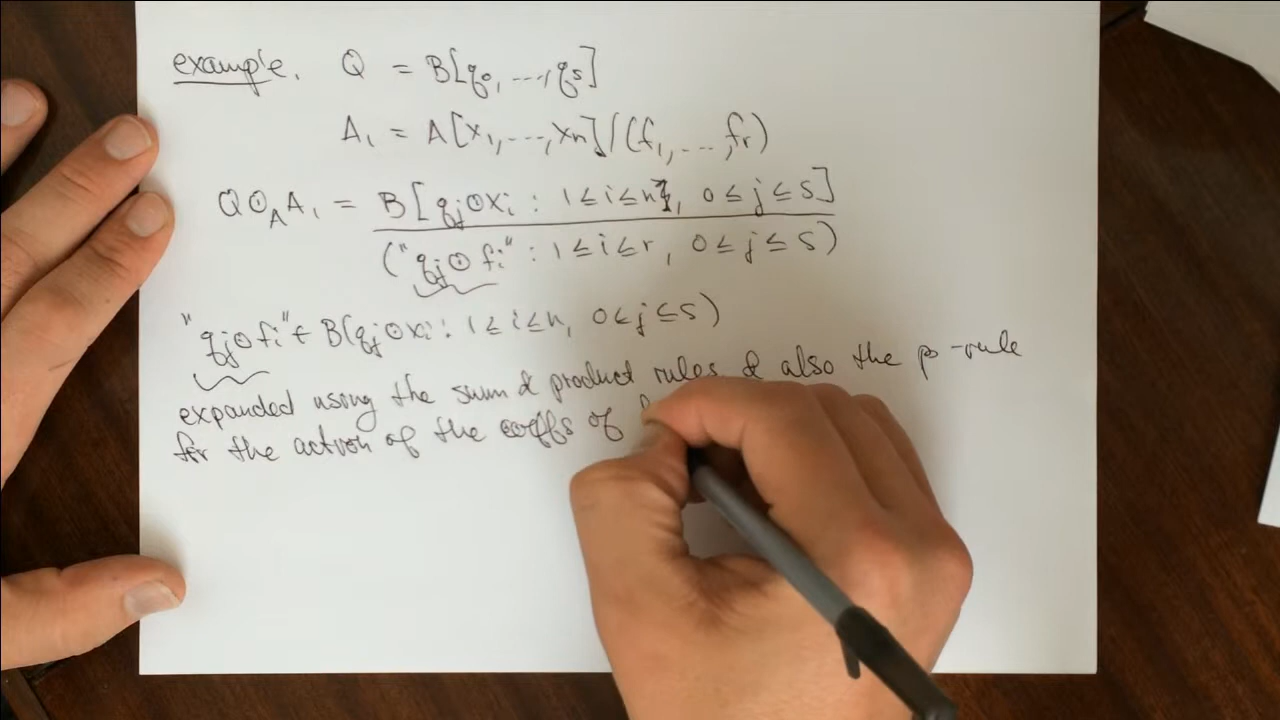 example. Q = B[q₀, ..., qₛ]
A₁ = A[x₁, ..., xₙ]/(f₁, ..., fᵣ)
Q⊙_A A₁ = B[qⱼ⊙xᵢ : 1≤i≤n, 0≤j≤s]
("qⱼ⊙fᵢ" : 1≤i≤r, 0≤j≤s)
"qⱼ⊙fᵢ" ∈ B[qⱼ⊙xᵢ : 1≤i≤n, 0≤j≤s]
expanded using the sum & product rules & also the -rule
for the action of the coeffs of